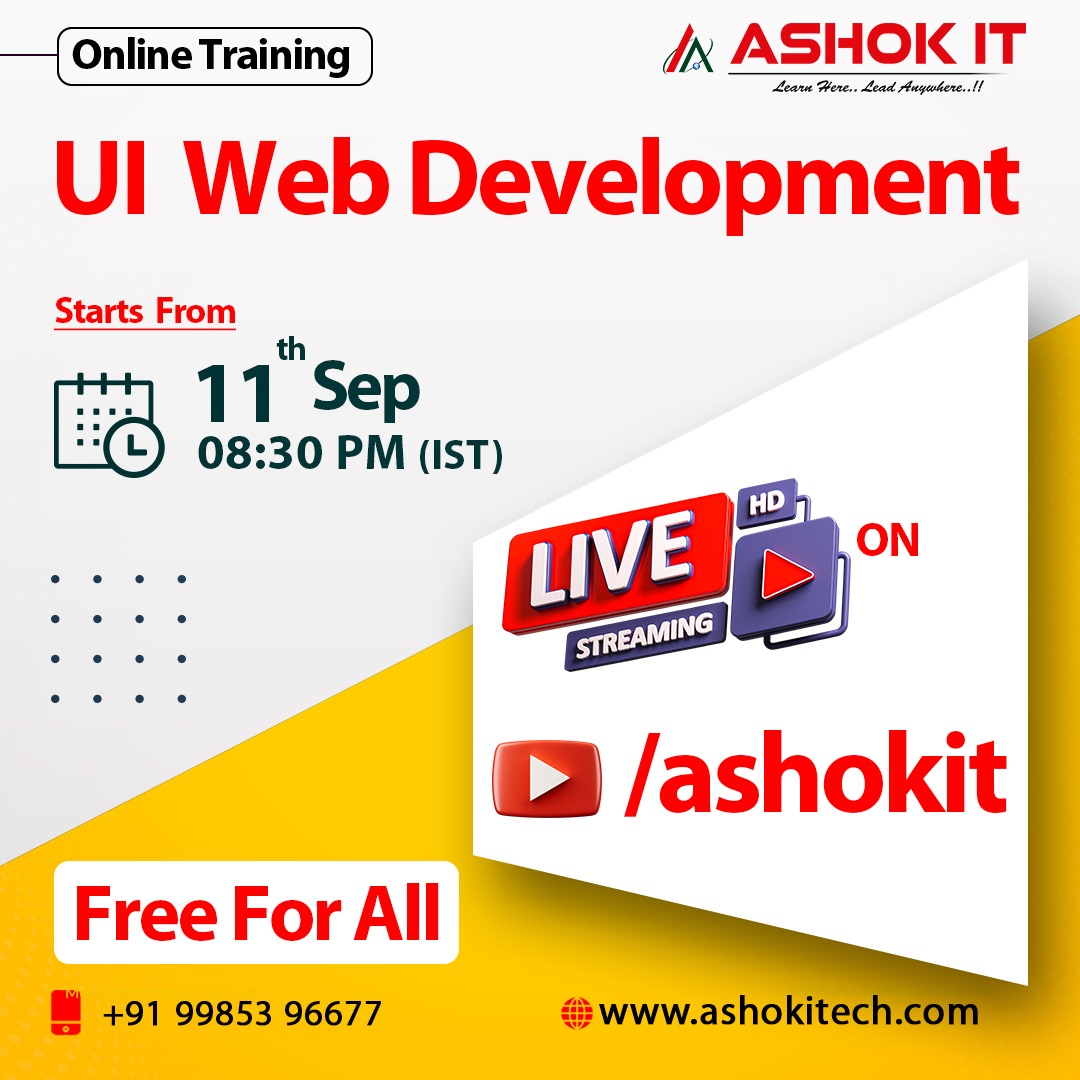 Online Training
ASHOK IT
Learn Here.. Lead Anywhere..!!
UI Web Development
Starts From
11th Sep
08:30 PM (IST)
HD
LIVE
ON
STREAMING
/ashokit
Free For All
M
+91 99853 96677
www.ashokitech.com